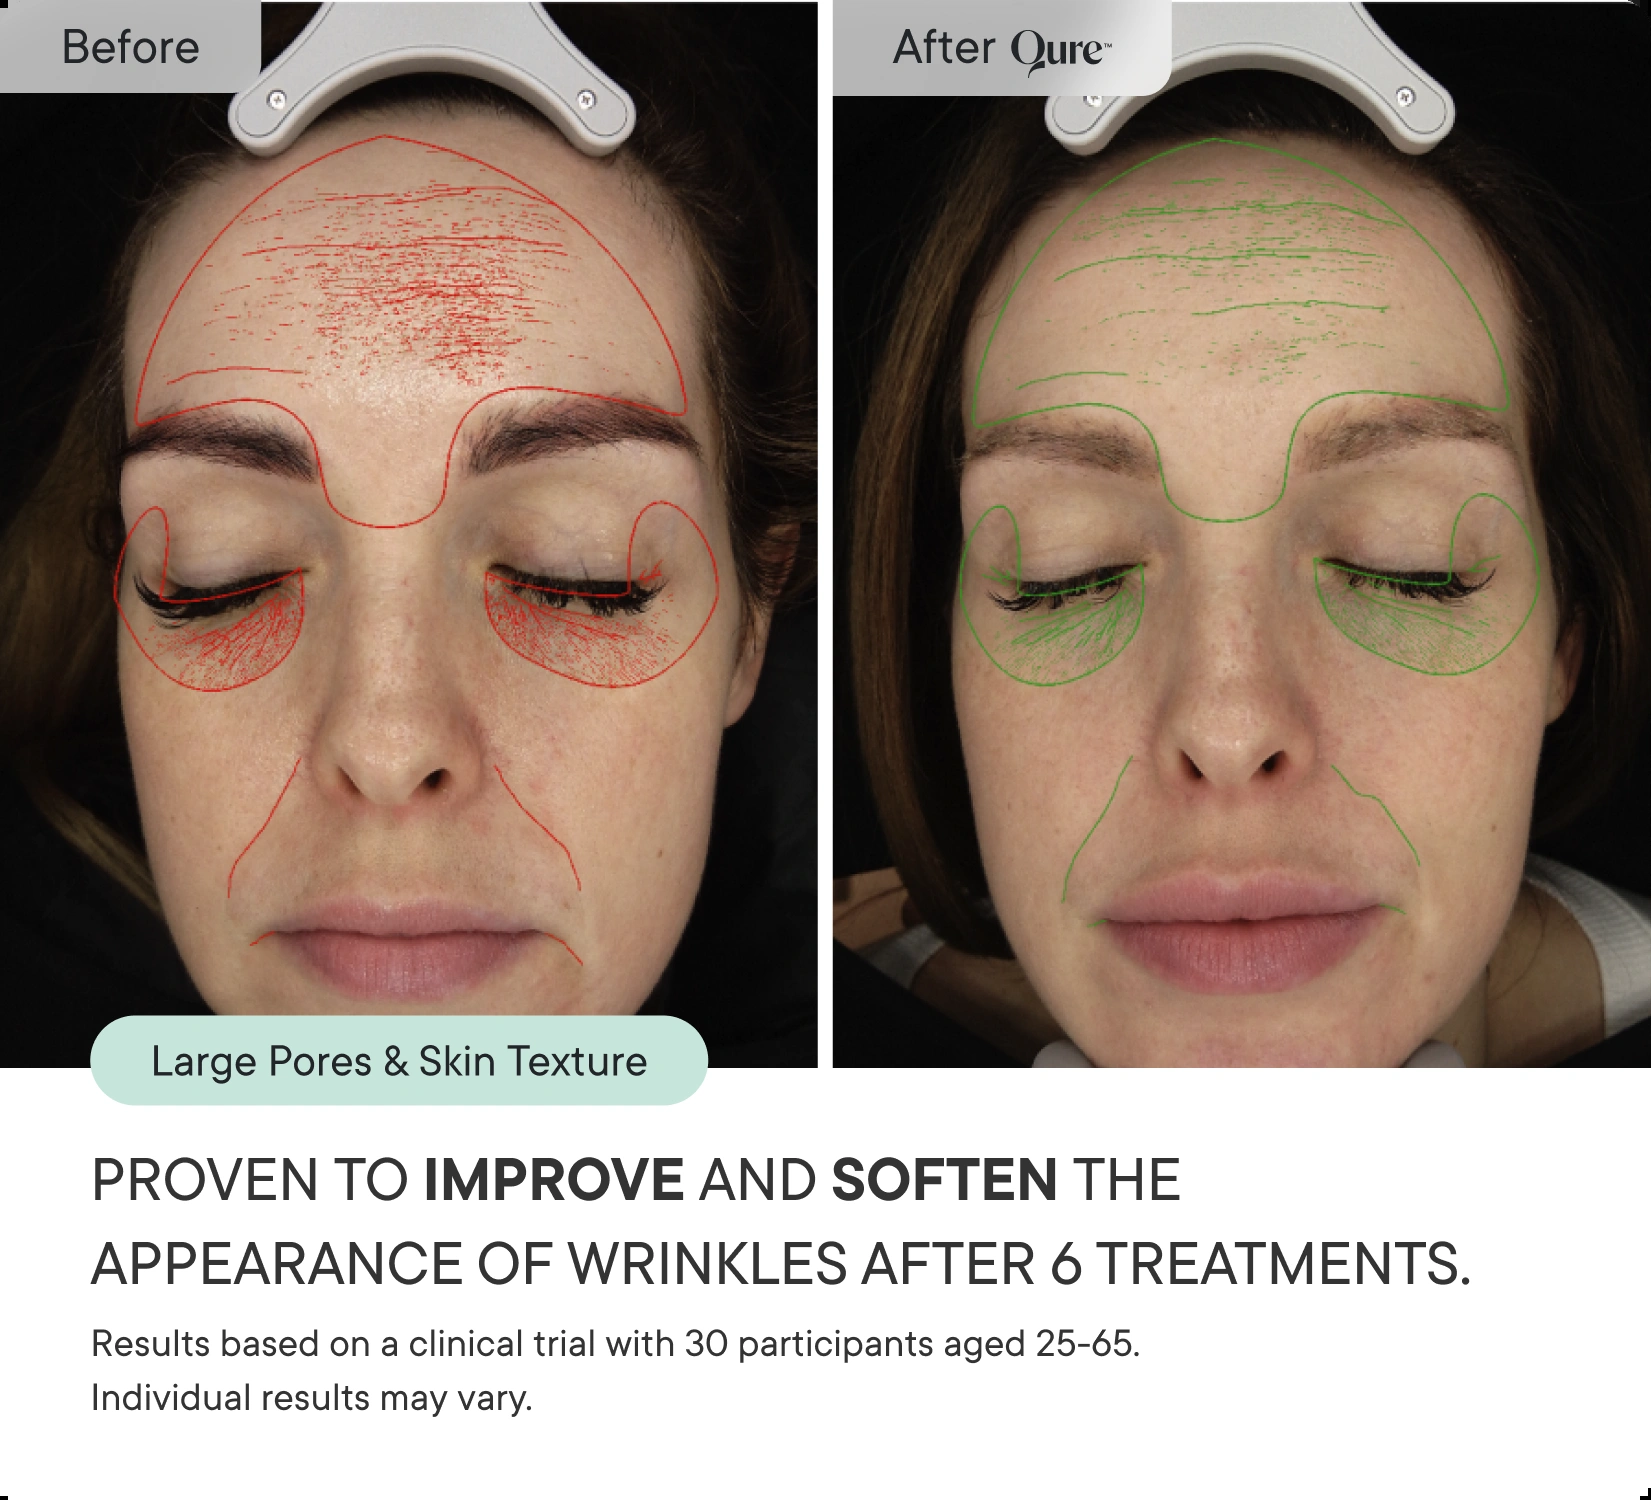 Before
After Qure™
Large Pores & Skin Texture
PROVEN TO IMPROVE AND SOFTEN THE
APPEARANCE OF WRINKLES AFTER 6 TREATMENTS.
Results based on a clinical trial with 30 participants aged 25-65.
Individual results may vary.